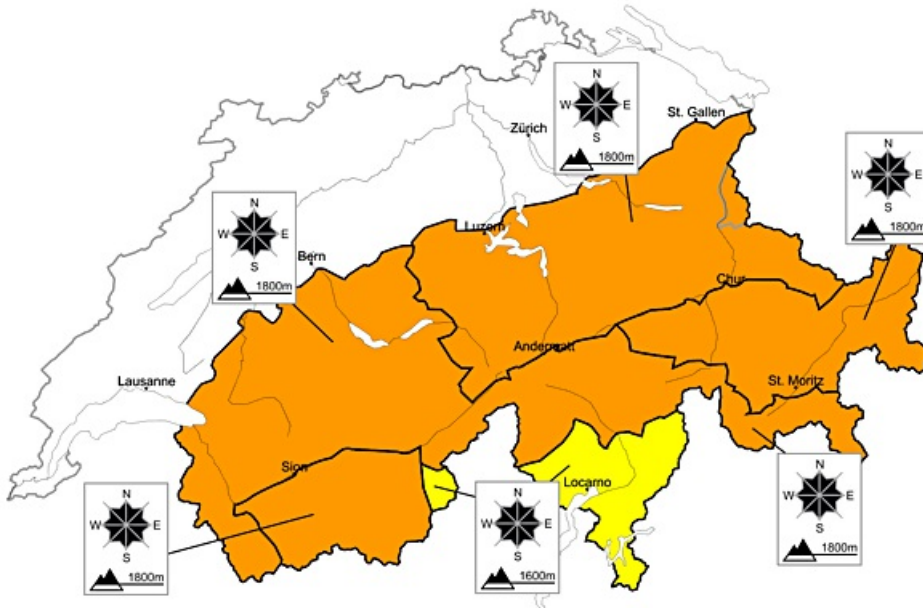 N
W E
S
1800m
St. Gallen
Zürich
N
W E
S
1800m
N
W E
S
1800m
Luzern
Bern
Chur
Andermatt
Lausanne
St. Moritz
Sion
Locarno
N
W E
S
1800m
N
W E
S
1600m
N
W E
S
1800m